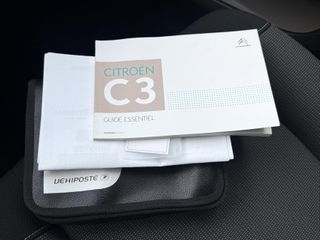 CITROËN
C3
GUIDE ESSENTIEL
VEHIPOSTE